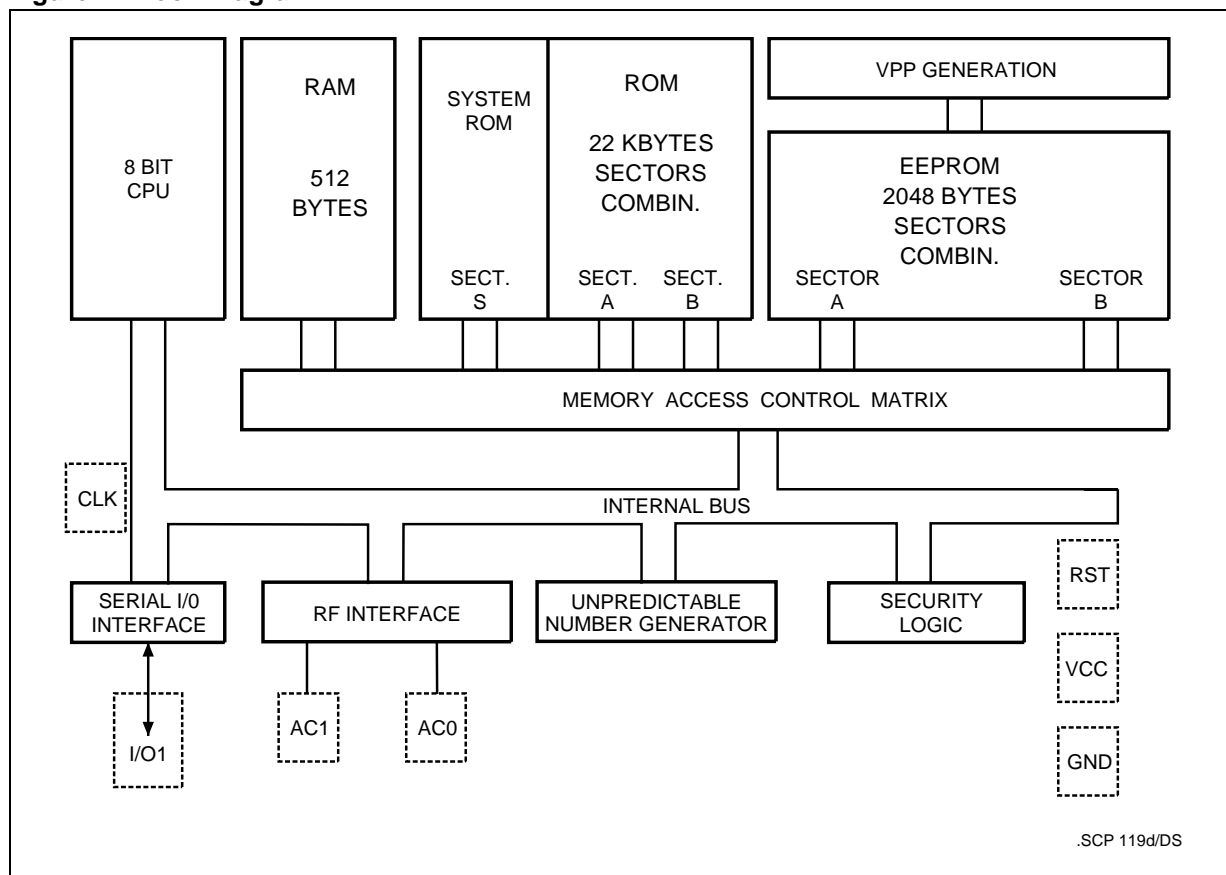 8 BIT
CPU
RAM
512
BYTES
SYSTEM
ROM
SECT.
S
ROM
22 KBYTES
SECTORS
COMBIN.
SECT.
A
SECT.
B
VPP GENERATION
EEPROM
2048 BYTES
SECTORS
COMBIN.
SECTOR
A
SECTOR
B
MEMORY ACCESS CONTROL MATRIX
CLK
INTERNAL BUS
SERIAL I/0
INTERFACE
RF INTERFACE
UNPREDICTABLE
NUMBER GENERATOR
SECURITY
LOGIC
RST
VCC
GND
I/O1
AC1
AC0
.SCP 119d/DS